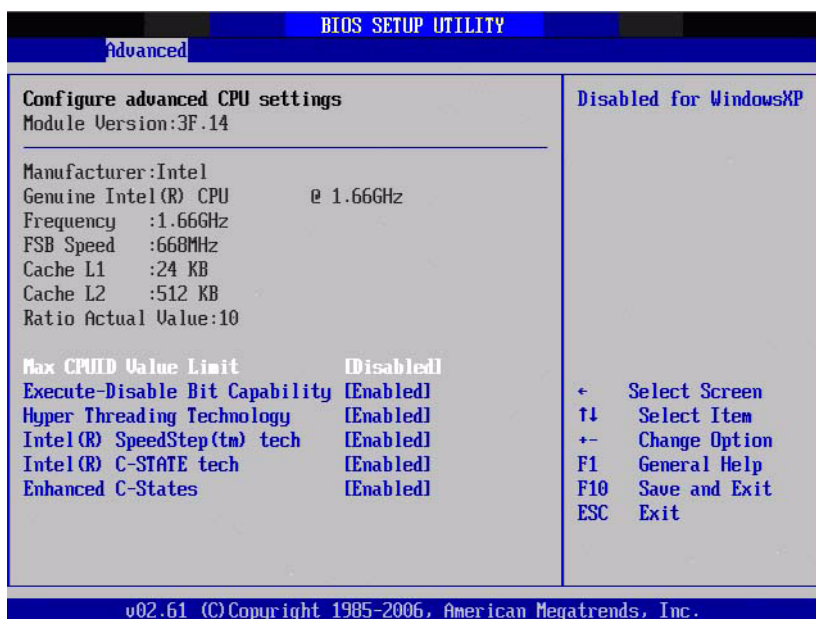 BIOS SETUP UTILITY
Advanced
Configure advanced CPU settings
Module Version:3F.14
Manufacturer:Intel
Genuine Intel(R) CPU @ 1.66GHz
Frequency :1.66GHz
FSB Speed :668MHz
Cache L1 :24 KB
Cache L2 :512 KB
Ratio Actual Value:10
Max CPUID Value Limit [Disabled]
Execute-Disable Bit Capability [Enabled]
Hyper Threading Technology [Enabled]
Intel(R) SpeedStep(tm) tech [Enabled]
Intel(R) C-STATE tech [Enabled]
Enhanced C-States [Enabled]
Disabled for WindowsXP
← Select Screen
↑↓ Select Item
+- Change Option
F1 General Help
F10 Save and Exit
ESC Exit
v02.61 (C)Copyright 1985-2006, American Megatrends, Inc.